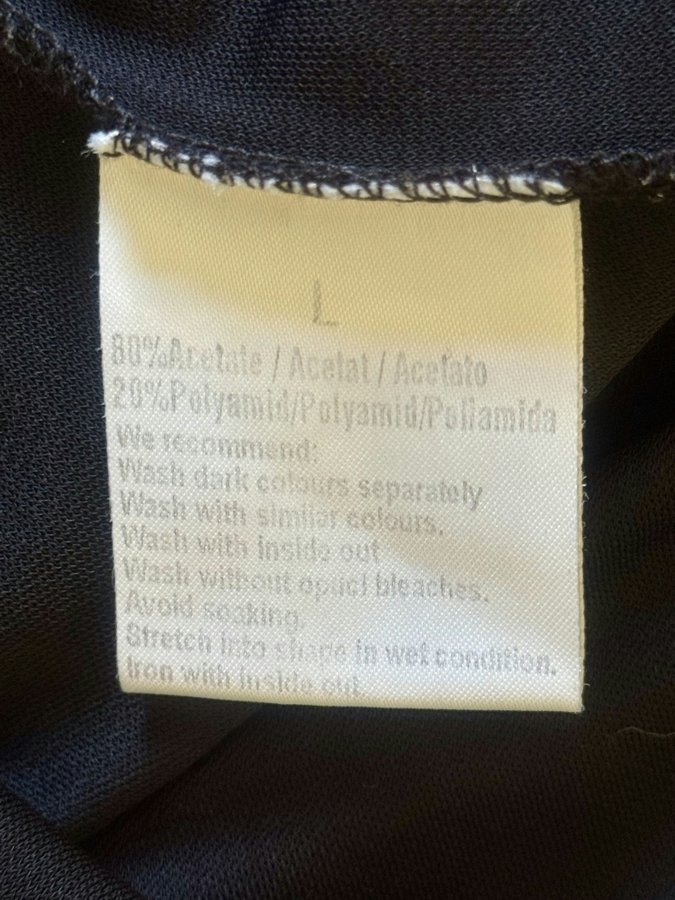 L
80%Acetate / Acetat / Acetato
20%Polyamid/Polyamid/Poliamida
We recommend:
Wash dark colours separately
Wash with similar colours.
Wash with inside out
Wash without optici bleaches.
Avoid soaking.
Stretch into shape in wet condition.
Iron with inside out.